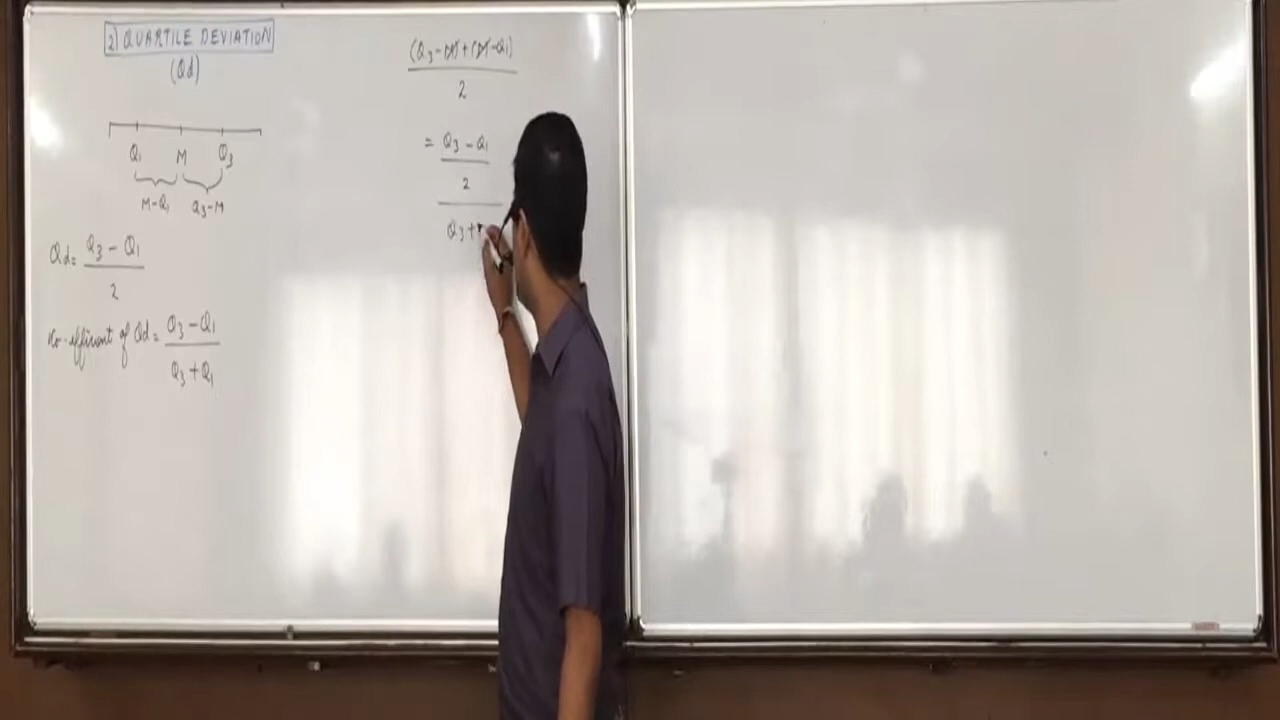 2) QUARTILE DEVIATION
(Qd)
Q₁ M Q₃
M-Q₁ Q₃-M
Qd = Q₃ - Q₁
2
Co-efficient of Qd = Q₃ - Q₁
Q₃ + Q₁
(Q₃ - M + (M - Q₁)
2
= Q₃ - Q₁
2
Q₃ +